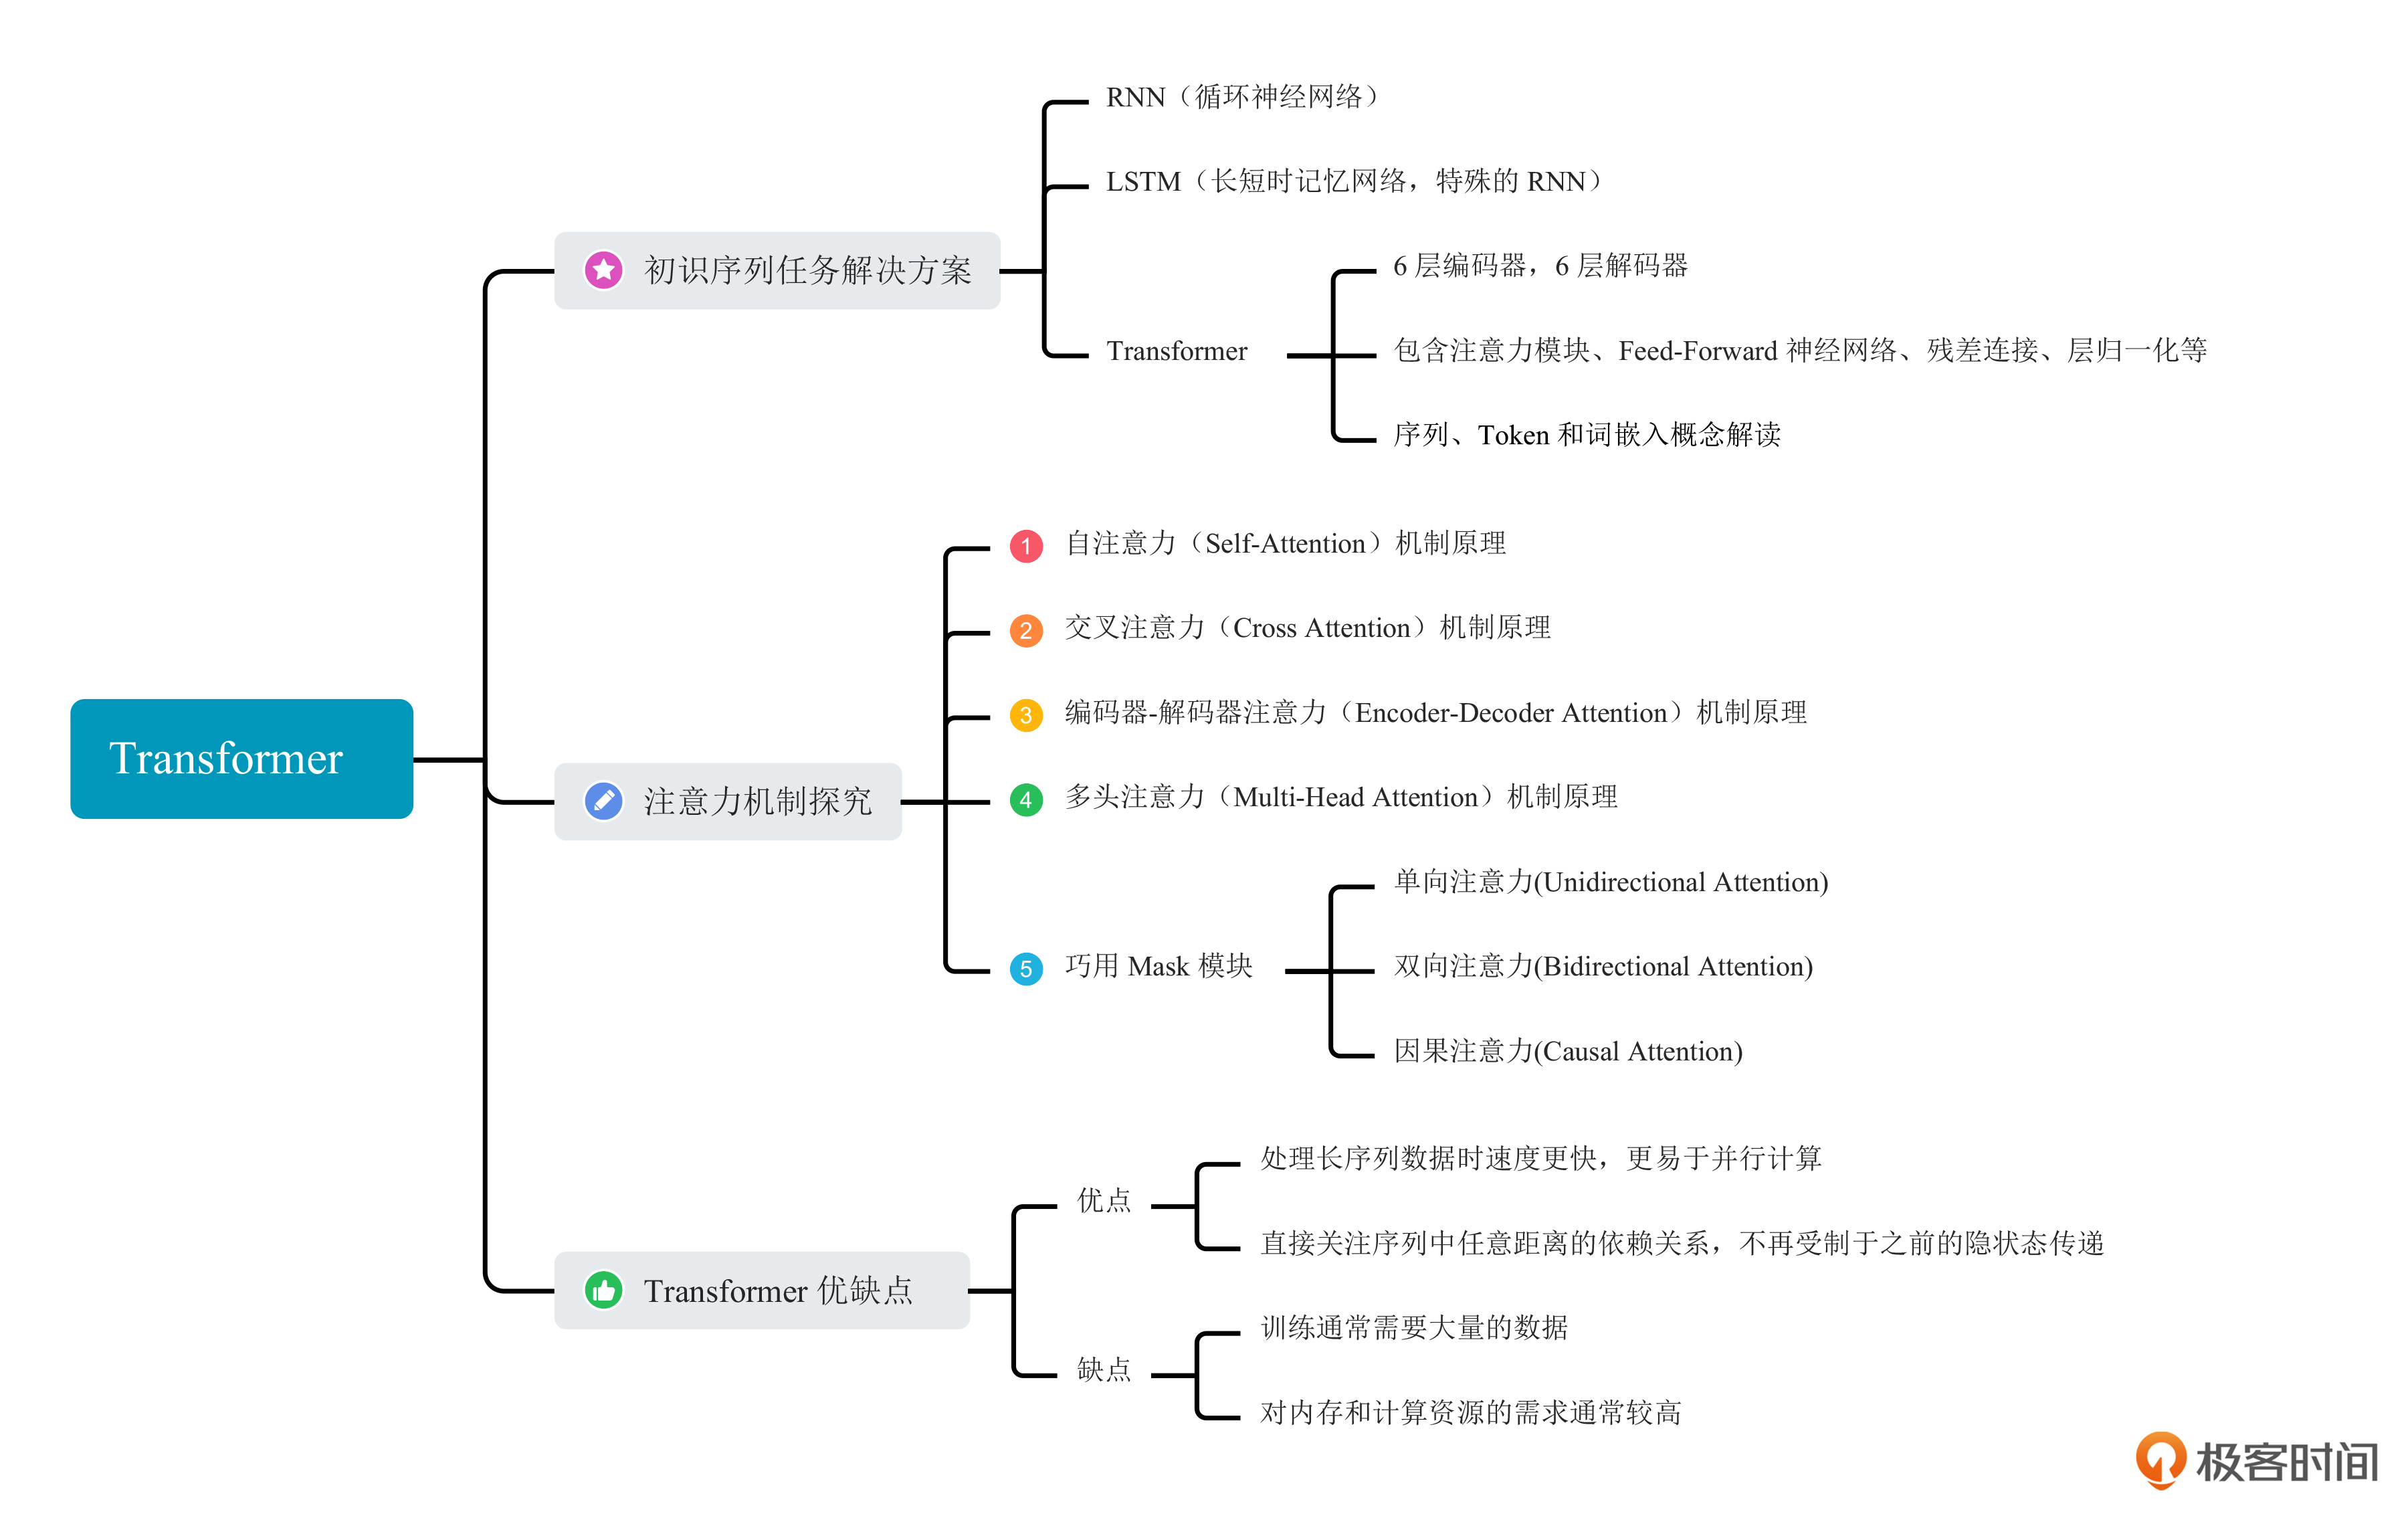 Transformer
初识序列任务解决方案
RNN（循环神经网络）
LSTM（长短时记忆网络，特殊的 RNN）
Transformer
6 层编码器，6 层解码器
包含注意力模块、Feed-Forward 神经网络、残差连接、层归一化等
序列、Token 和词嵌入概念解读
注意力机制探究
1 自注意力（Self-Attention）机制原理
2 交叉注意力（Cross Attention）机制原理
3 编码器-解码器注意力（Encoder-Decoder Attention）机制原理
4 多头注意力（Multi-Head Attention）机制原理
5 巧用 Mask 模块
单向注意力(Unidirectional Attention)
双向注意力(Bidirectional Attention)
因果注意力(Causal Attention)
Transformer 优缺点
优点
处理长序列数据时速度更快，更易于并行计算
直接关注序列中任意距离的依赖关系，不再受制于之前的隐状态传递
缺点
训练通常需要大量的数据
对内存和计算资源的需求通常较高
极客时间